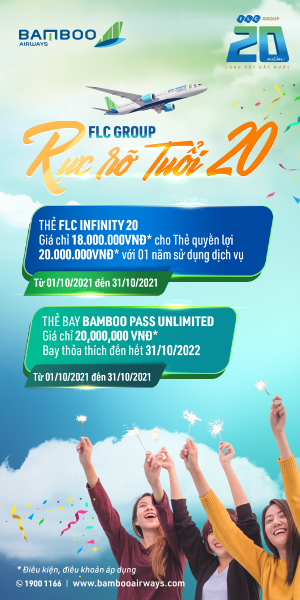 BAMBOO
AIRWAYS
FLC GROUP
20
CÙNG XÂY ĐẤT NƯỚC
FLC GROUP
Rực rỡ Tuổi 20
THẺ FLC INFINITY 20
Giá chỉ 18.000.000VNĐ* cho Thẻ quyền lợi
20.000.000VNĐ* với 01 năm sử dụng dịch vụ
Từ 01/10/2021 đến 31/10/2021
THẺ BAY BAMBOO PASS UNLIMITED
Giá chỉ 20,000,000 VNĐ*
Bay thỏa thích đến hết 31/10/2022
Từ 01/10/2021 đến 31/10/2021
* Điều kiện, điều khoản áp dụng
1900 1166 | www.bambooairways.com